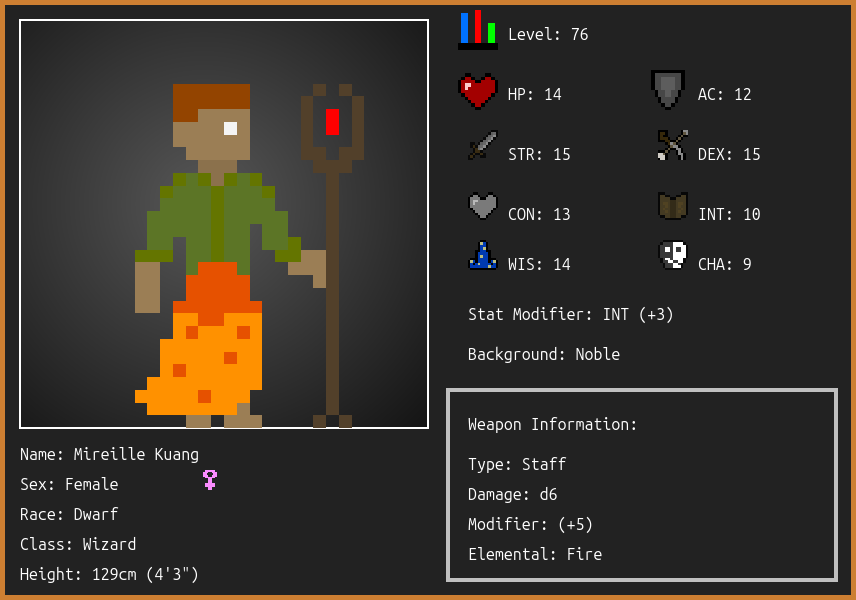 Level: 76
HP: 14
AC: 12
STR: 15
DEX: 15
CON: 13
INT: 10
WIS: 14
CHA: 9
Stat Modifier: INT (+3)
Background: Noble
Weapon Information:
Type: Staff
Damage: d6
Modifier: (+5)
Elemental: Fire
Name: Mireille Kuang
Sex: Female
Race: Dwarf
Class: Wizard
Height: 129cm (4'3")